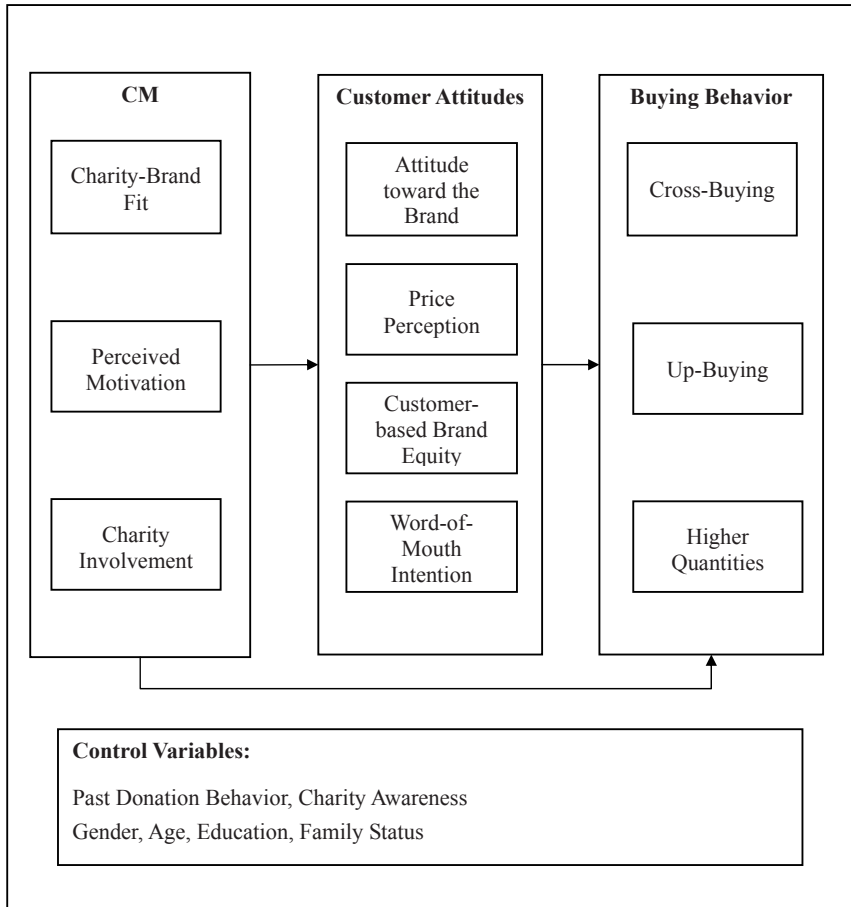 CM
Charity-Brand
Fit
Perceived
Motivation
Charity
Involvement
Customer Attitudes
Attitude
toward the
Brand
Price
Perception
Customer-
based Brand
Equity
Word-of-
Mouth
Intention
Buying Behavior
Cross-Buying
Up-Buying
Higher
Quantities
Control Variables:
Past Donation Behavior, Charity Awareness
Gender, Age, Education, Family Status